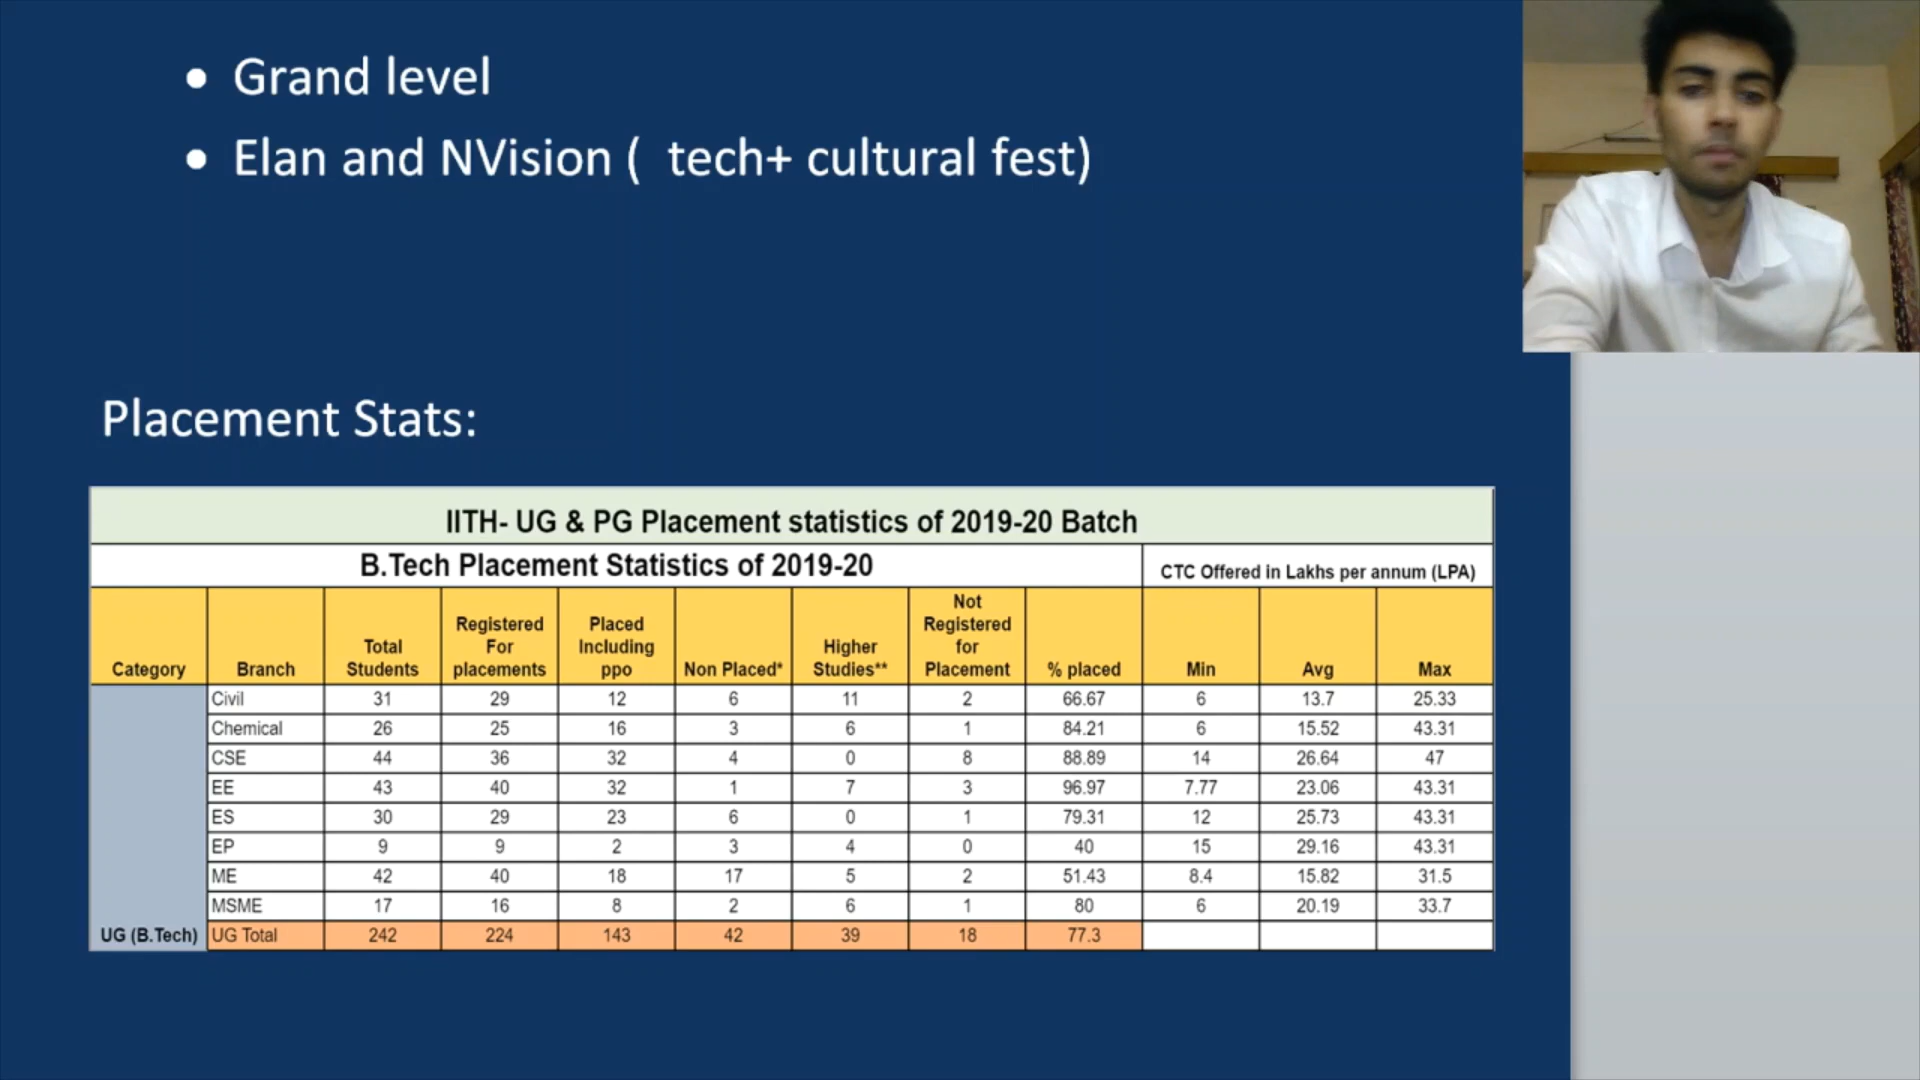 • Grand level
• Elan and NVision (  tech+ cultural fest)
Placement Stats:
IITH- UG & PG Placement statistics of 2019-20 Batch
B.Tech Placement Statistics of 2019-20 CTC Offered in Lakhs per annum (LPA)
Category Branch Total Students Registered For placements Placed Including ppo Non Placed* Higher Studies** Not Registered for Placement % placed Min Avg Max
Civil 31 29 12 6 11 2 66.67 6 13.7 25.33
Chemical 26 25 16 3 6 1 84.21 6 15.52 43.31
CSE 44 36 32 4 0 8 88.89 14 26.64 47
EE 43 40 32 1 7 3 96.97 7.77 23.06 43.31
ES 30 29 23 6 0 1 79.31 12 25.73 43.31
EP 9 9 2 3 4 0 40 15 29.16 43.31
ME 42 40 18 17 5 2 51.43 8.4 15.82 31.5
MSME 17 16 8 2 6 1 80 6 20.19 33.7
UG (B.Tech) UG Total 242 224 143 42 39 18 77.3